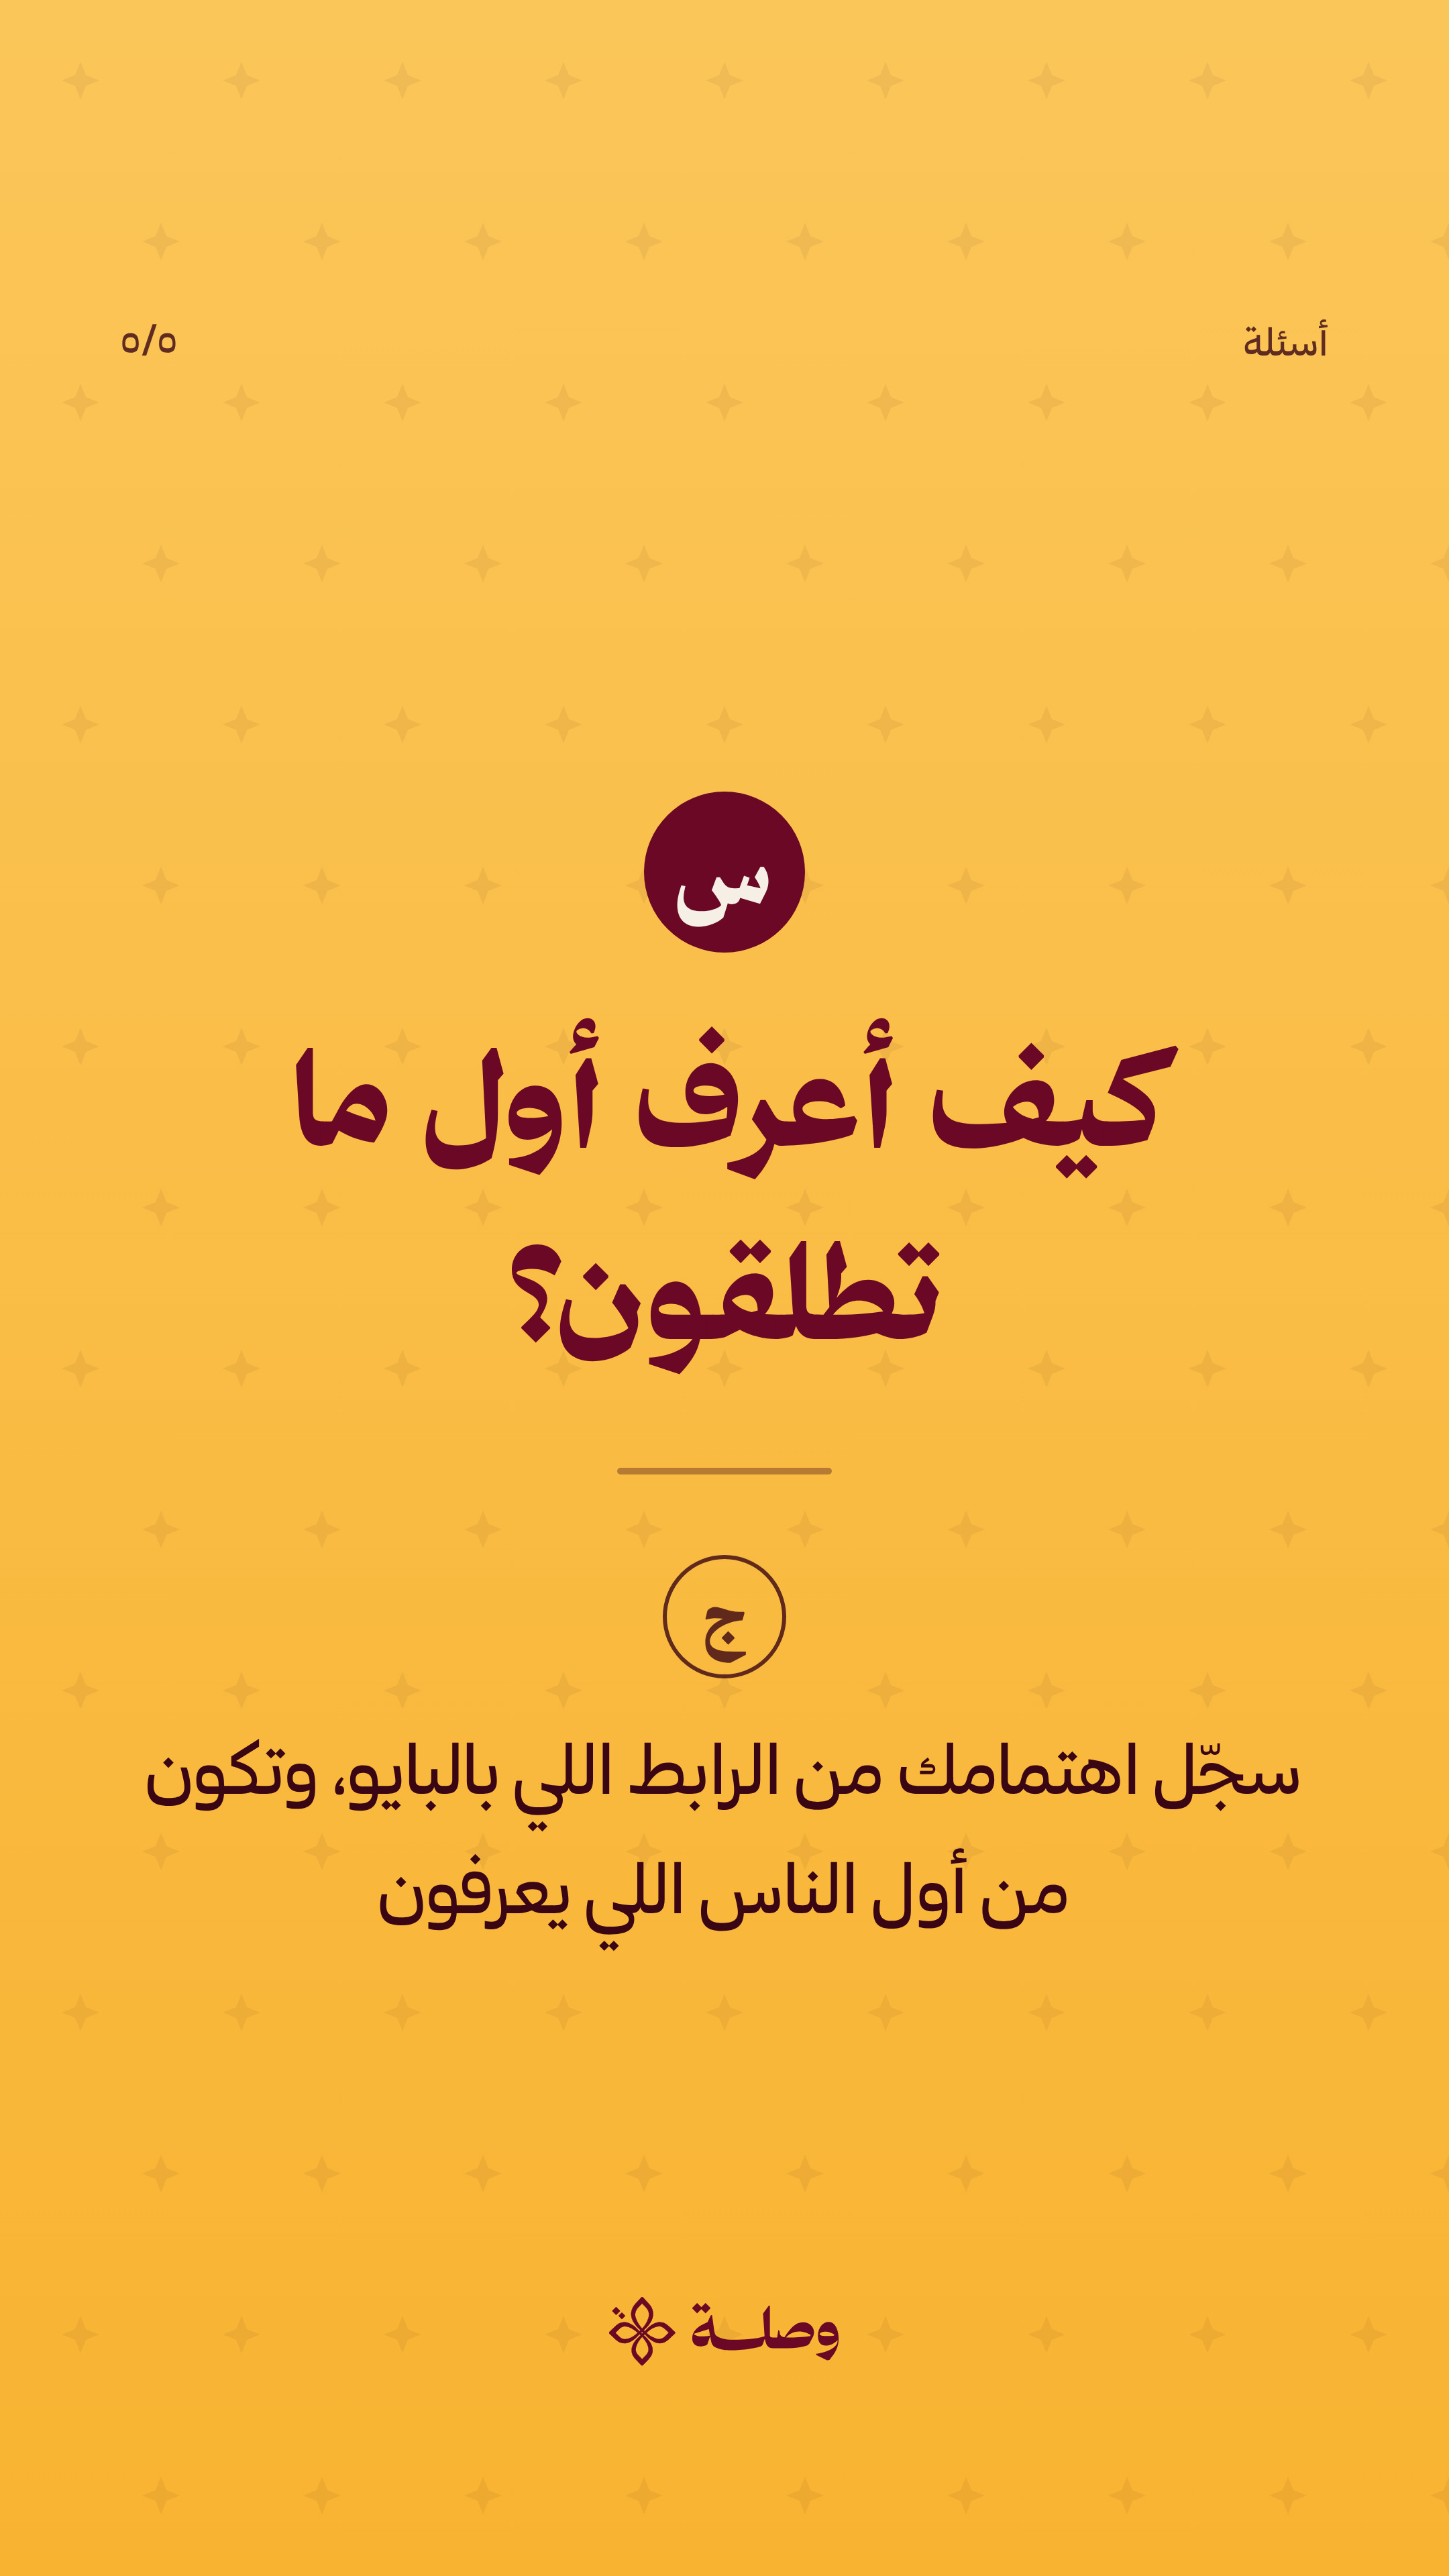 أسئلة
٥/٥
س
كيف أعرف أول ما
تطلقون؟
ج
سجّل اهتمامك من الرابط اللي بالبايو، وتكون
من أول الناس اللي يعرفون
وصلـة